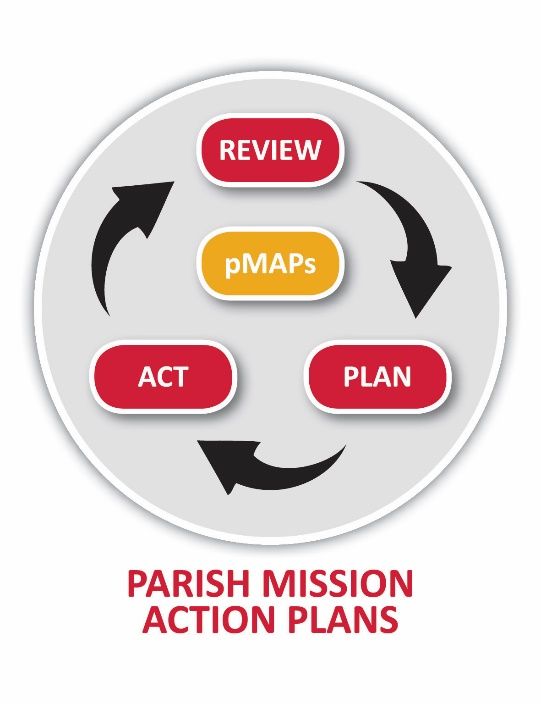 REVIEW
pMAPs
ACT
PLAN
PARISH MISSION
ACTION PLANS